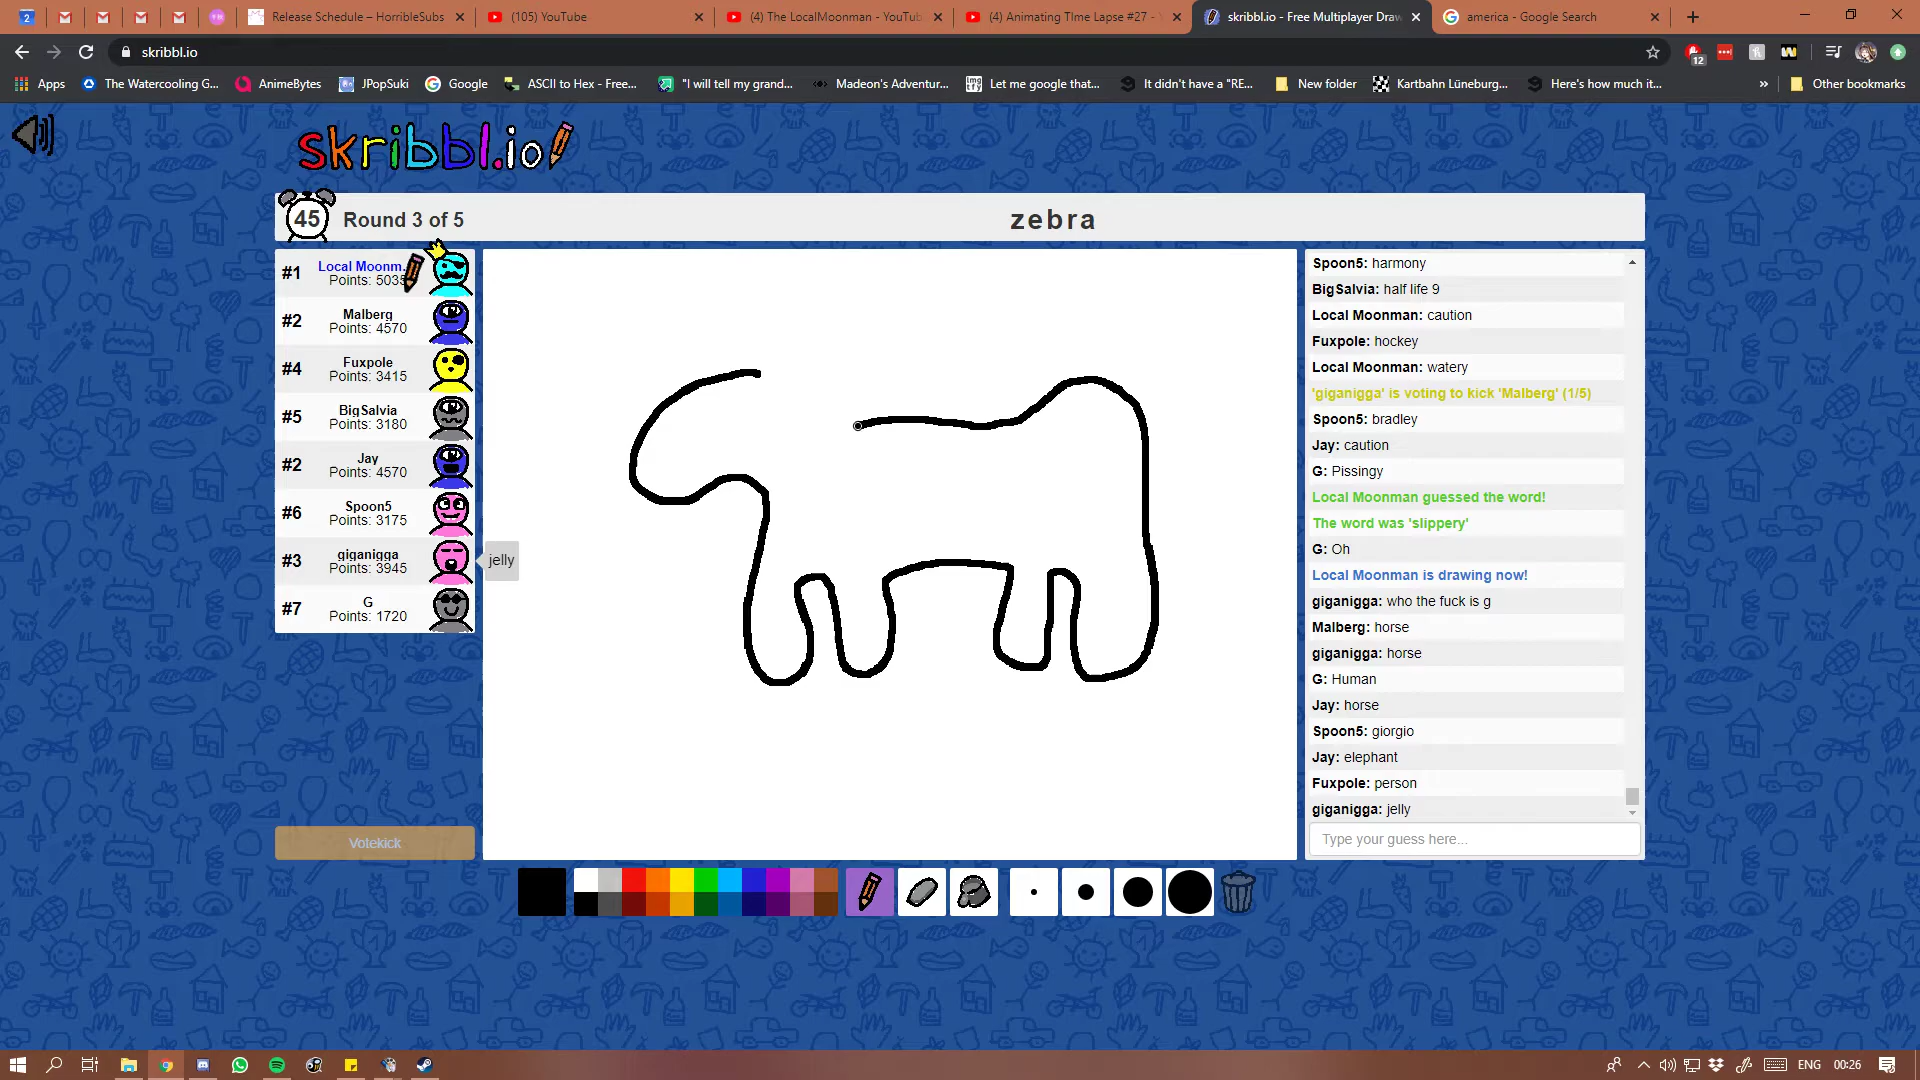 2
Release Schedule – HorribleSubs
(105) YouTube
(4) The LocalMoonman - YouTub
(4) Animating TIme Lapse #27 - Y
skribbl.io - Free Multiplayer Draw
america - Google Search
skribbl.io
12
Apps
The Watercooling G...
AnimeBytes
JPopSuki
Google
ASCII to Hex - Free...
"I will tell my grand...
Madeon's Adventur...
Let me google that...
It didn't have a "RE...
New folder
Kartbahn Lüneburg...
Here's how much it...
»
Other bookmarks
skribbl.io
45
Round 3 of 5
zebra
#1
Local Moonm.
Points: 5035
#2
Malberg
Points: 4570
#4
Fuxpole
Points: 3415
#5
BigSalvia
Points: 3180
#2
Jay
Points: 4570
#6
Spoon5
Points: 3175
#3
giganigga
Points: 3945
jelly
#7
G
Points: 1720
Votekick
Spoon5: harmony
BigSalvia: half life 9
Local Moonman: caution
Fuxpole: hockey
Local Moonman: watery
'giganigga' is voting to kick 'Malberg' (1/5)
Spoon5: bradley
Jay: caution
G: Pissingy
Local Moonman guessed the word!
The word was 'slippery'
G: Oh
Local Moonman is drawing now!
giganigga: who the fuck is g
Malberg: horse
giganigga: horse
G: Human
Jay: horse
Spoon5: giorgio
Jay: elephant
Fuxpole: person
giganigga: jelly
Type your guess here...
ENG
00:26